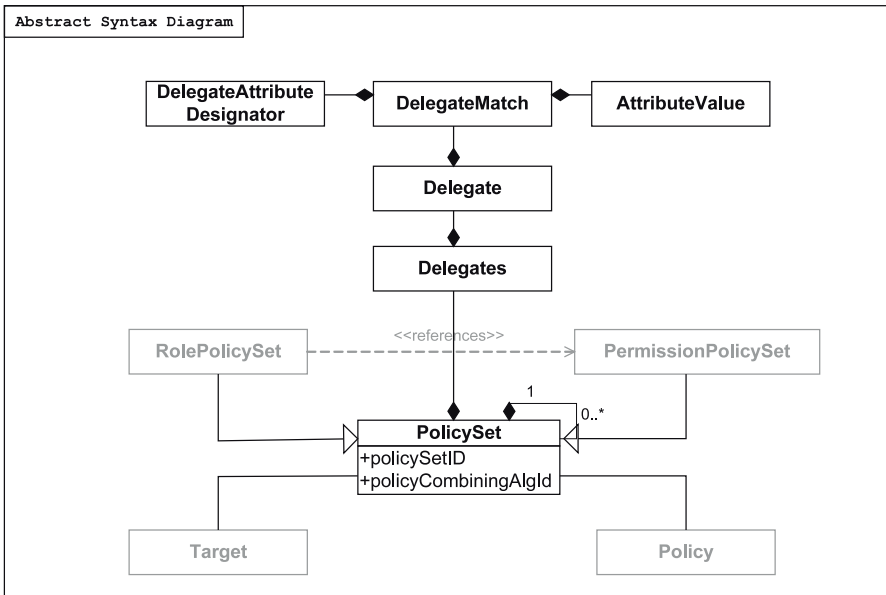 Abstract Syntax Diagram
DelegateAttribute
Designator
DelegateMatch
AttributeValue
Delegate
Delegates
<<references>>
RolePolicySet
PermissionPolicySet
1
0..*
PolicySet
+policySetID
+policyCombiningAlgId
Target
Policy